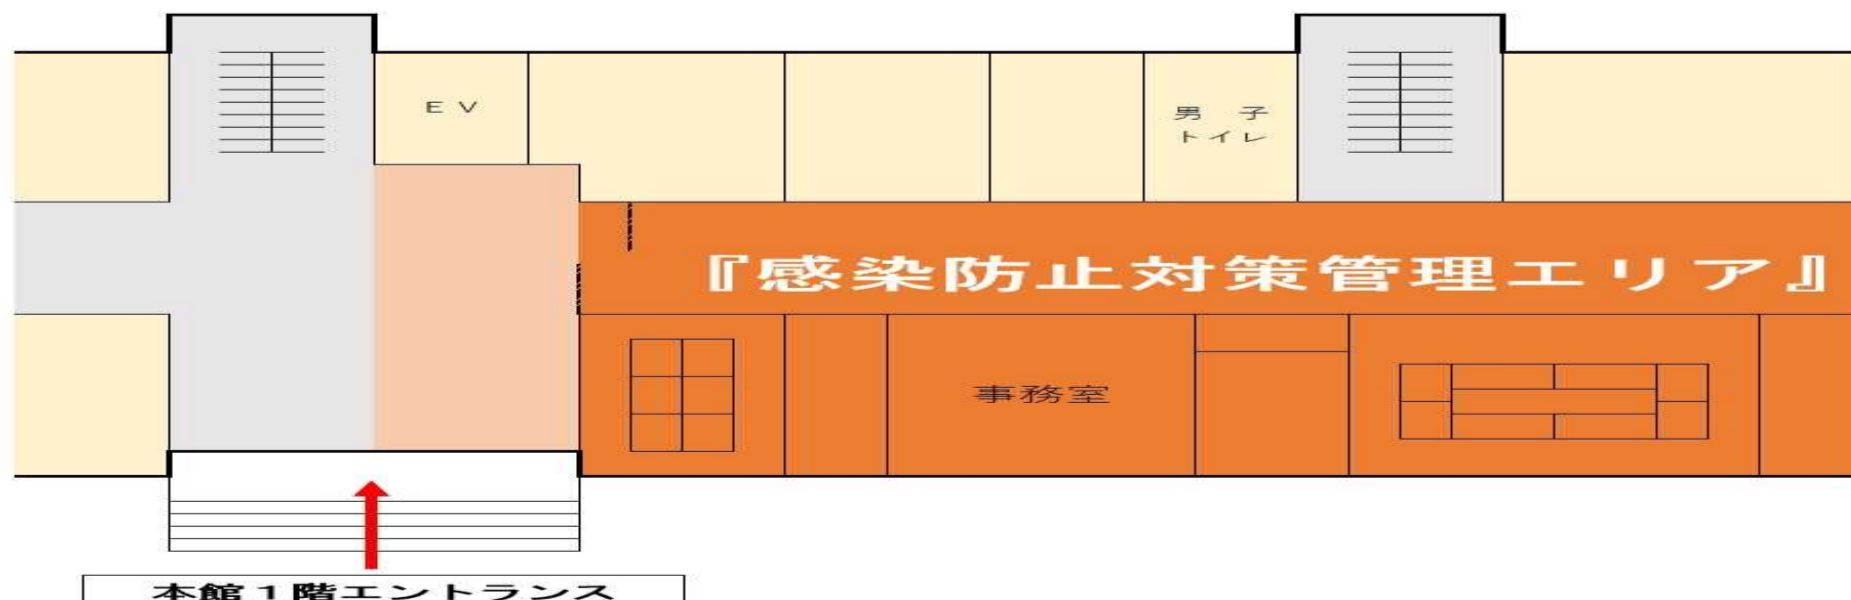 ＥＶ
男　子
トイレ
『感染防止対策管理エリア』
事務室
本館１階エントランス